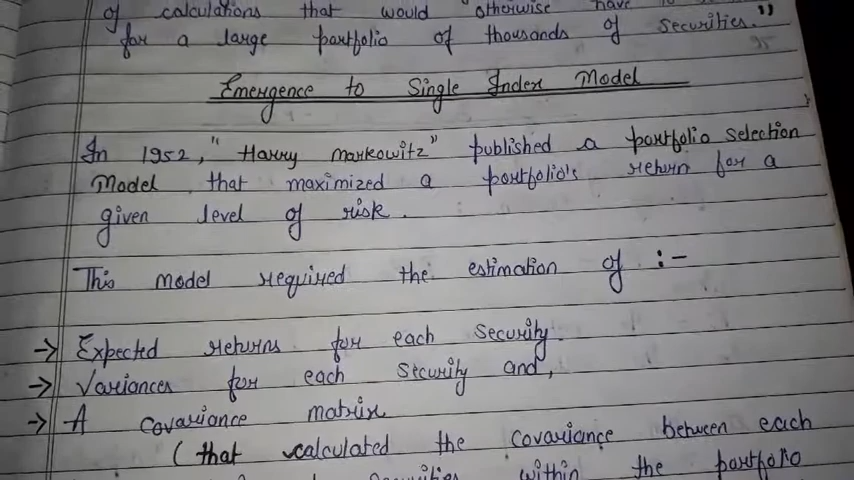 of calculations that would otherwise have
for a large portfolio of thousands of securities."
Emergence to Single Index Model
In 1952, "Harry markowitz" published a portfolio selection
Model that maximized a portfolio's return for a
given level of risk.
This model required the estimation of :-
→ Expected returns for each security.
→ Variances for each security and,
→ A covariance matrix
(that calculated the covariance between each
securities within the portfolio